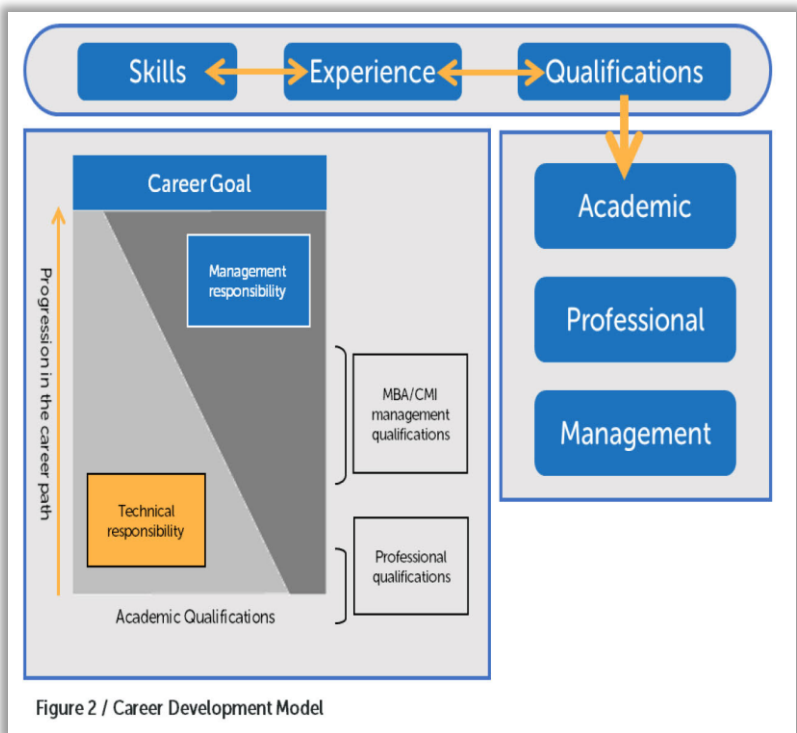 Skills
Experience
Qualifications
Career Goal
Progression in the career path
Management
responsibility
MBA/CMI
management
qualifications
Technical
responsibility
Professional
qualifications
Academic Qualifications
Academic
Professional
Management
Figure 2 / Career Development Model